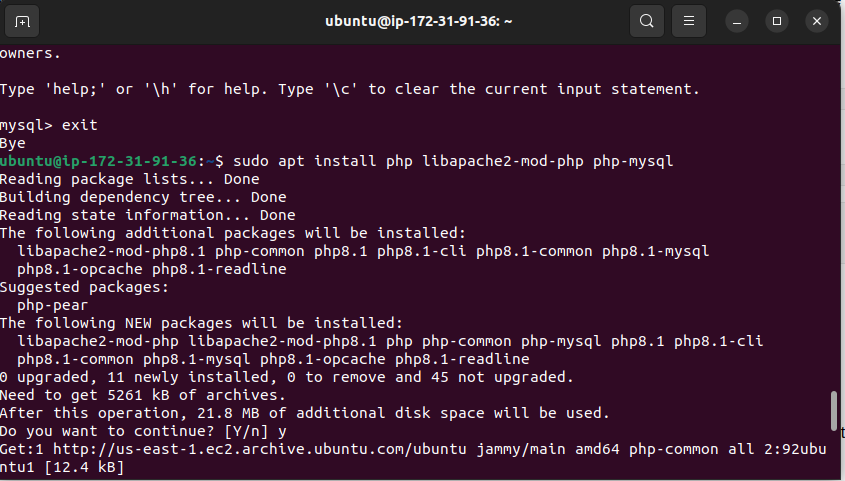 ubuntu@ip-172-31-91-36: ~
owners.
Type 'help;' or '\h' for help. Type '\c' to clear the current input statement.
mysql> exit
Bye
ubuntu@ip-172-31-91-36:~$ sudo apt install php libapache2-mod-php php-mysql
Reading package lists... Done
Building dependency tree... Done
Reading state information... Done
The following additional packages will be installed:
  libapache2-mod-php8.1 php-common php8.1 php8.1-cli php8.1-common php8.1-mysql
  php8.1-opcache php8.1-readline
Suggested packages:
  php-pear
The following NEW packages will be installed:
  libapache2-mod-php libapache2-mod-php8.1 php php-common php-mysql php8.1 php8.1-cli
  php8.1-common php8.1-mysql php8.1-opcache php8.1-readline
0 upgraded, 11 newly installed, 0 to remove and 45 not upgraded.
Need to get 5261 kB of archives.
After this operation, 21.8 MB of additional disk space will be used.
Do you want to continue? [Y/n] y
Get:1 http://us-east-1.ec2.archive.ubuntu.com/ubuntu jammy/main amd64 php-common all 2:92ubu
ntu1 [12.4 kB]